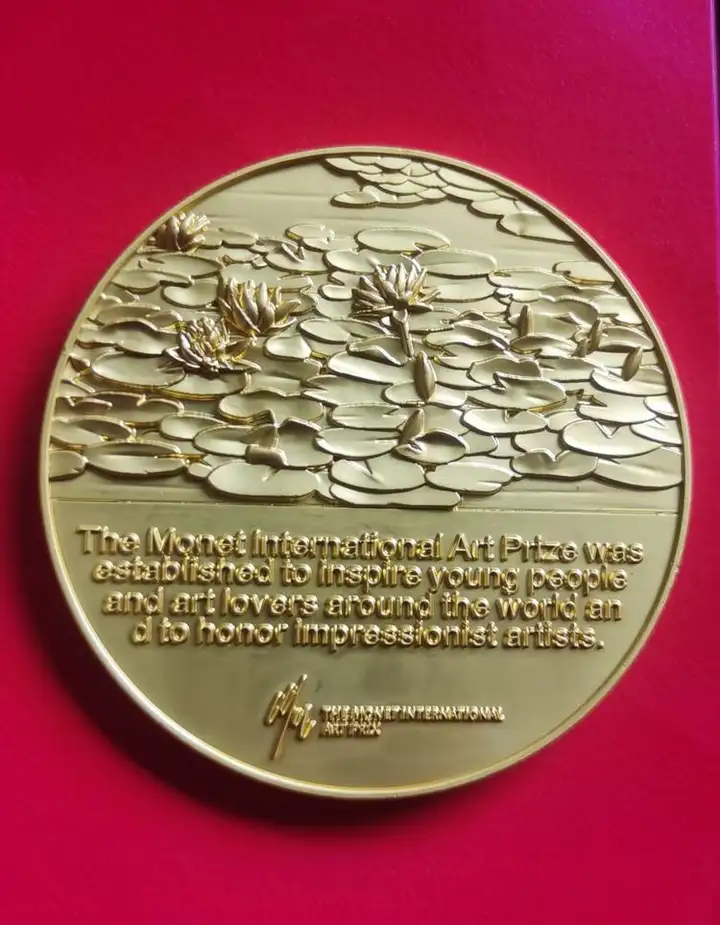 The Monet International Art Prize was
established to inspire young people
and art lovers around the world an
d to honor impressionist artists.
THE MONET INTERNATIONAL
ART PRIX